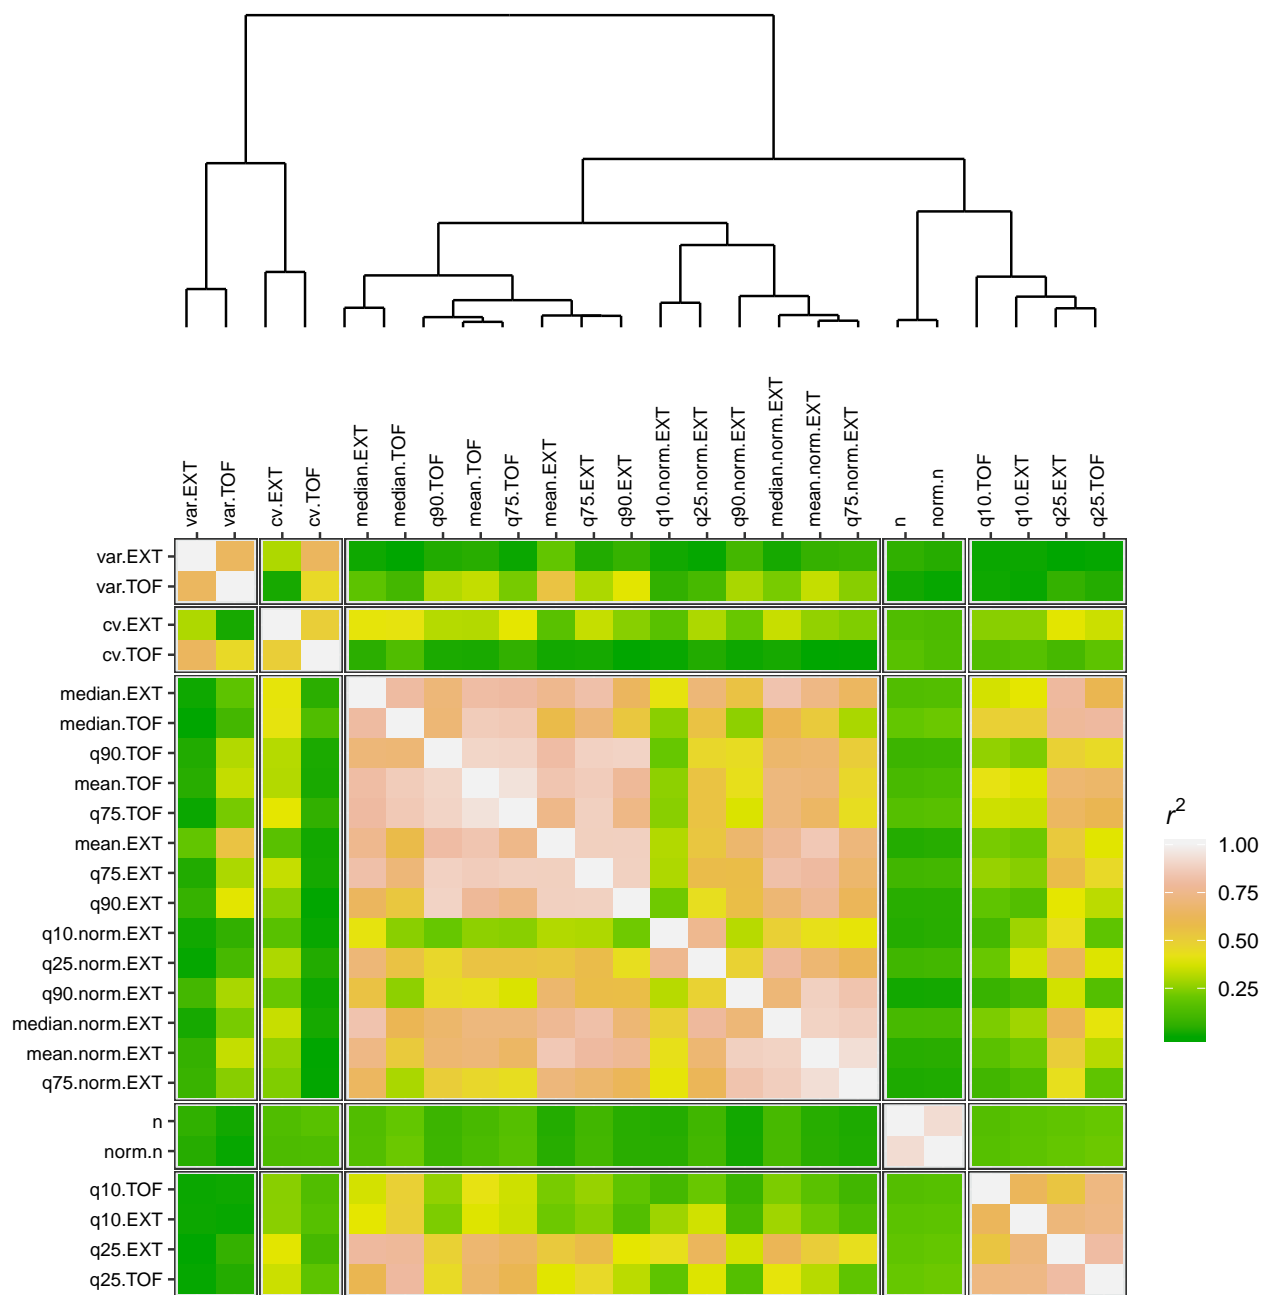 var.EXT
var.TOF
cv.EXT
cv.TOF
median.EXT
median.TOF
q90.TOF
mean.TOF
q75.TOF
mean.EXT
q75.EXT
q90.EXT
q10.norm.EXT
q25.norm.EXT
q90.norm.EXT
median.norm.EXT
mean.norm.EXT
q75.norm.EXT
n
norm.n
q10.TOF
q10.EXT
q25.EXT
q25.TOF
var.EXT
var.TOF
cv.EXT
cv.TOF
median.EXT
median.TOF
q90.TOF
mean.TOF
q75.TOF
mean.EXT
q75.EXT
q90.EXT
q10.norm.EXT
q25.norm.EXT
q90.norm.EXT
median.norm.EXT
mean.norm.EXT
q75.norm.EXT
n
norm.n
q10.TOF
q10.EXT
q25.EXT
q25.TOF
r²
1.00
0.75
0.50
0.25